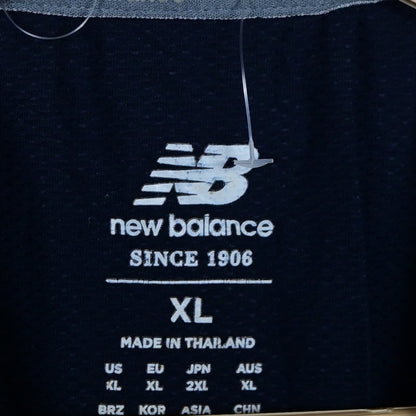 NB
new balance
SINCE 1906
XL
MADE IN THAILAND
US EU JPN AUS
XL XL 2XL XL
BRZ KOR ASIA CHN